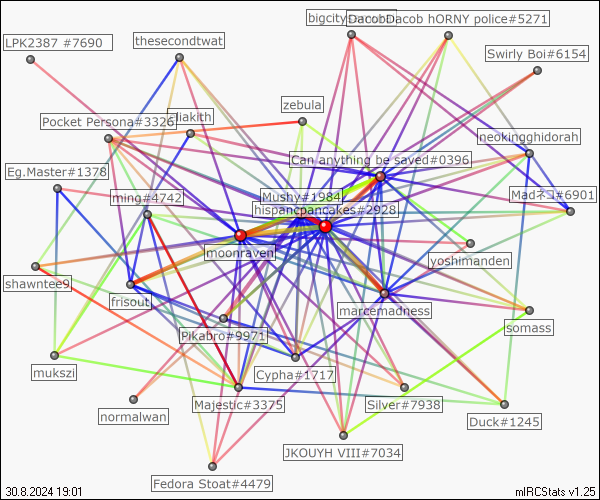 bigcitysmconn
DacobDacob hORNY police#5271
LPK2387 #7690
thesecondtwat
Swirly Boi#6154
zebula
Pocket Persona#3326
liakith
neokingghidorah
Can anything be saved#0396
Eg.Master#1378
ming#4742
Mushy#1984
Madネコ#6901
hispancpancakes#2928
moonraven
yoshimanden
shawntee9
frisout
marcemadness
somass
Pikabro#9971
mukszi
Cypha#1717
normalwan
Majestic#3375
Silver#7938
Duck#1245
JKOUYH VIII#7034
Fedora Stoat#4479
30.8.2024 19:01
mIRCStats v1.25